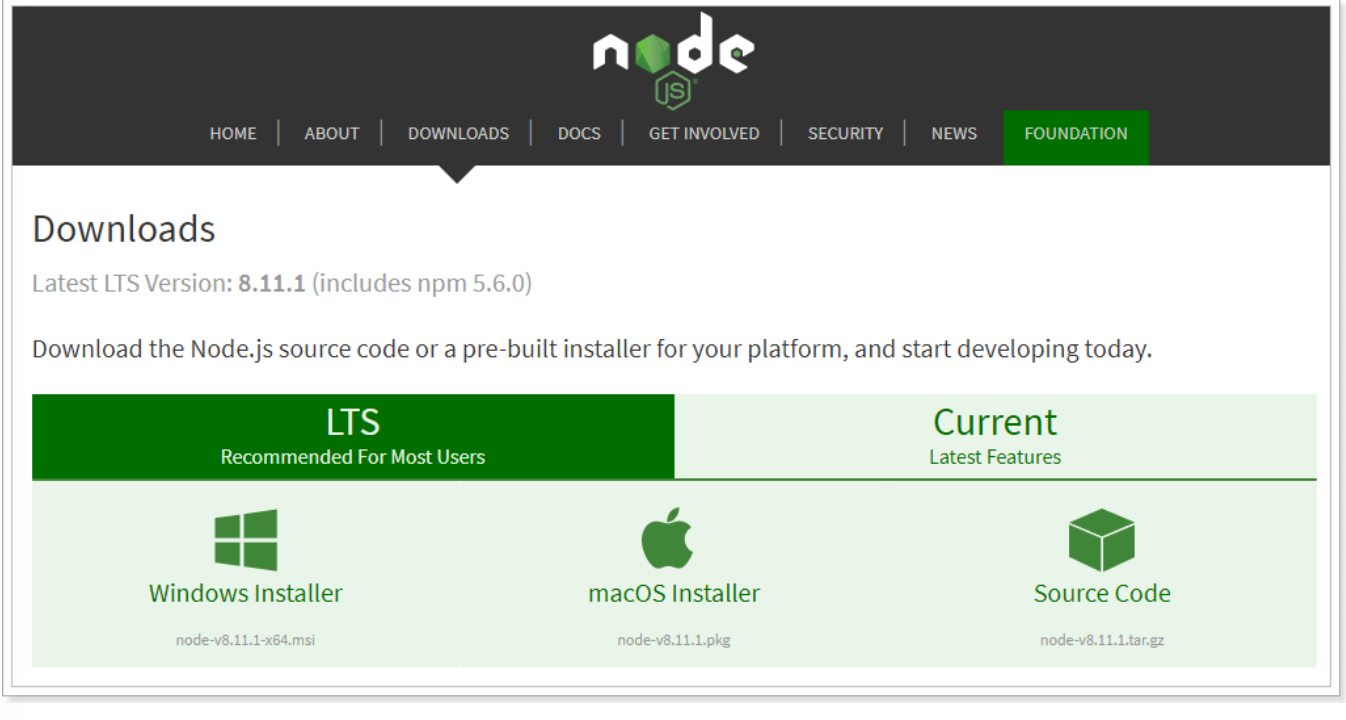 node
JS
HOME | ABOUT | DOWNLOADS | DOCS | GET INVOLVED | SECURITY | NEWS FOUNDATION
Downloads
Latest LTS Version: 8.11.1 (includes npm 5.6.0)
Download the Node.js source code or a pre-built installer for your platform, and start developing today.
LTS Current
Recommended For Most Users Latest Features
Windows Installer macOS Installer Source Code
node-v8.11.1-x64.msi node-v8.11.1.pkg node-v8.11.1.tar.gz